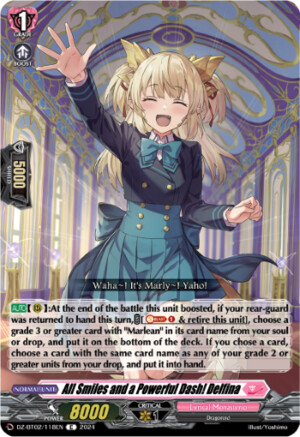 1
GRADE
BOOST
5000
SHIELD
Waha~! It's Marly~! Yaho!
AUTO :At the end of the battle this unit boosted, if your rear-guard
was returned to hand this turn, & retire this unit], choose a
grade 3 or greater card with "Marlean" in its card name from your soul
or drop, and put it on the bottom of the deck. If you chose a card,
choose a card with the same card name as any of your grade 2 or
greater units from your drop, and put it into hand.
NORMAL UNIT
All Smiles and a Powerful Dash! Delfina
POWER 8000
CRITICAL
1
Lyrical Monasterio
Dragonoid
D-BT02/118EN C 2024
Illust/Yoshimo